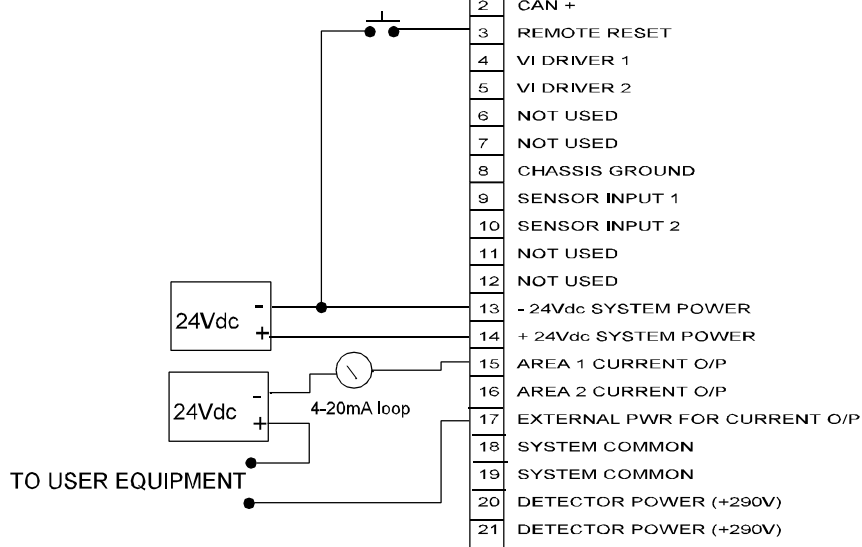 2 CAN +
3 REMOTE RESET
4 VI DRIVER 1
5 VI DRIVER 2
6 NOT USED
7 NOT USED
8 CHASSIS GROUND
9 SENSOR INPUT 1
10 SENSOR INPUT 2
11 NOT USED
12 NOT USED
24Vdc - +
13 - 24Vdc SYSTEM POWER
14 + 24Vdc SYSTEM POWER
15 AREA 1 CURRENT O/P
16 AREA 2 CURRENT O/P
24Vdc - +
4-20mA loop
17 EXTERNAL PWR FOR CURRENT O/P
18 SYSTEM COMMON
TO USER EQUIPMENT
19 SYSTEM COMMON
20 DETECTOR POWER (+290V)
21 DETECTOR POWER (+290V)